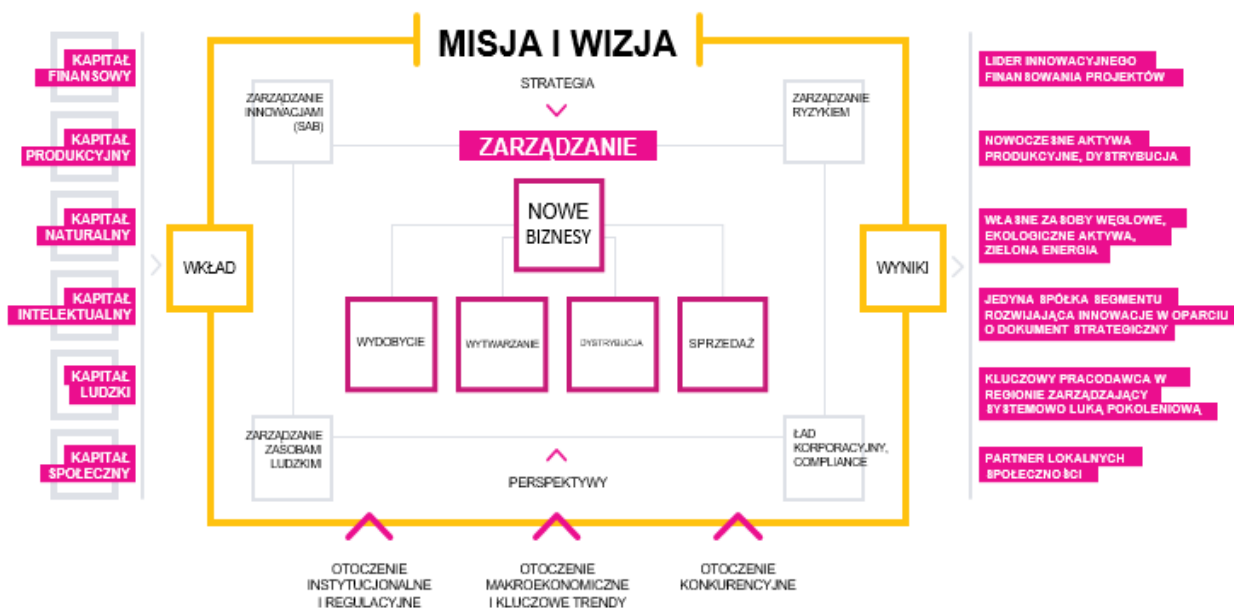 MISJA I WIZJA
STRATEGIA
ZARZĄDZANIE
KAPITAŁ
FINANSOWY
KAPITAŁ
PRODUKCYJNY
KAPITAŁ
NATURALNY
KAPITAŁ
INTELEKTUALNY
KAPITAŁ
LUDZKI
KAPITAŁ
SPOŁECZNY
WKŁAD
ZARZĄDZANIE
INNOWACJAMI
(SAB)
ZARZĄDZANIE
RYZYKIEM
NOWE
BIZNESY
WYDOBYCIE
WYTWARZANIE
DYSTRYBUCJA
SPRZEDAŻ
ZARZĄDZANIE
ZASOBAMI
LUDZKIMI
ŁAD
KORPORACYJNY,
COMPLIANCE
PERSPEKTYWY
OTOCZENIE
INSTYTUCJONALNE
I REGULACYJNE
OTOCZENIE
MAKROEKONOMICZNE
I KLUCZOWE TRENDY
OTOCZENIE
KONKURENCYJNE
WYNIKI
LIDER INNOWACYJNEGO
FINANSOWANIA PROJEKTÓW
NOWOCZESNE AKTYWA
PRODUKCYJNE, DYSTRYBUCJA
WŁASNE ZASOBY WĘGLOWE,
EKOLOGICZNE AKTYWA,
ZIELONA ENERGIA
JEDYNA SPÓŁKA SEGMENTU
ROZWIJAJĄCA INNOWACJE W OPARCIU
O DOKUMENT STRATEGICZNY
KLUCZOWY PRACODAWCA W
REGIONIE ZARZĄDZAJĄCY
SYSTEMOWO LUKĄ POKOLENIOWĄ
PARTNER LOKALNYCH
SPOŁECZNOŚCI